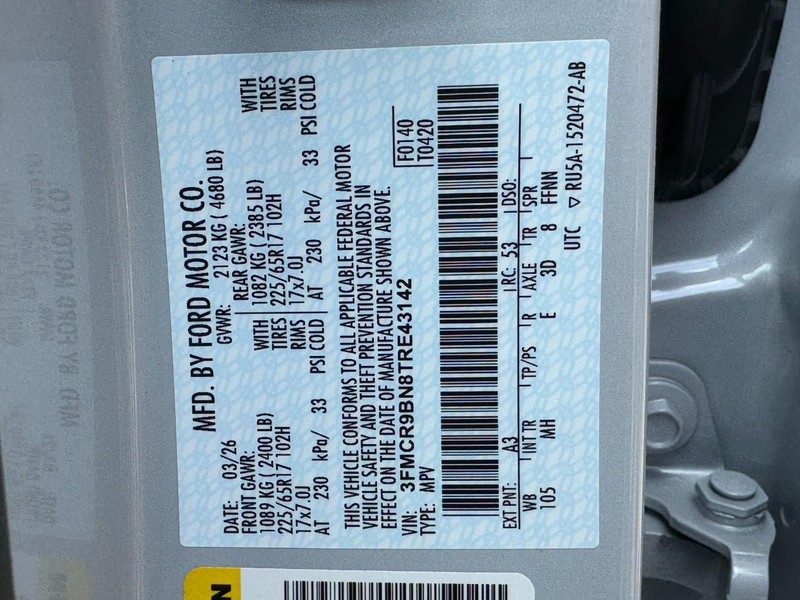 MFD. BY FORD MOTOR CO.
DATE: 03/26 GVWR: 2123 KG ( 4680 LB)
FRONT GAWR: REAR GAWR:
1089 KG ( 2400 LB) WITH 1082 KG ( 2385 LB) WITH
225/65R17 102H TIRES 225/65R17 102H TIRES
17x7.0J RIMS 17x7.0J RIMS
AT 230 kPa/ 33 PSI COLD AT 230 kPa/ 33 PSI COLD
THIS VEHICLE CONFORMS TO ALL APPLICABLE FEDERAL MOTOR
VEHICLE SAFETY AND THEFT PREVENTION STANDARDS IN
EFFECT ON THE DATE OF MANUFACTURE SHOWN ABOVE.
F0140
T0420
VIN: 3FMCR9BN8TRE43142
TYPE: MPV
EXT PNT: A3 RC: 53 DSO:
WB INT TR TP/PS R AXLE TR SPR
105 MH E 3D 8 FFNN
UTC ▽ RU5A-1520472-AB